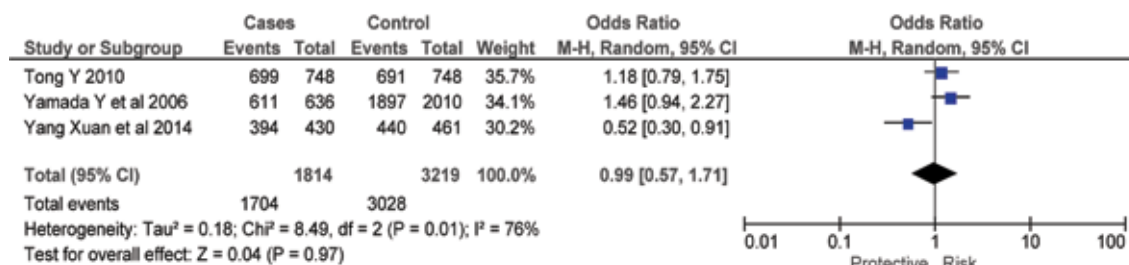 Cases Control Odds Ratio Odds Ratio
Study or Subgroup Events Total Events Total Weight M-H, Random, 95% CI M-H, Random, 95% CI
Tong Y 2010 699 748 691 748 35.7% 1.18 [0.79, 1.75]
Yamada Y et al 2006 611 636 1897 2010 34.1% 1.46 [0.94, 2.27]
Yang Xuan et al 2014 394 430 440 461 30.2% 0.52 [0.30, 0.91]
Total (95% CI) 1814 3219 100.0% 0.99 [0.57, 1.71]
Total events 1704 3028
Heterogeneity: Tau² = 0.18; Chi² = 8.49, df = 2 (P = 0.01); I² = 76%
Test for overall effect: Z = 0.04 (P = 0.97)
0.01 0.1 1 10 100
Protective Risk